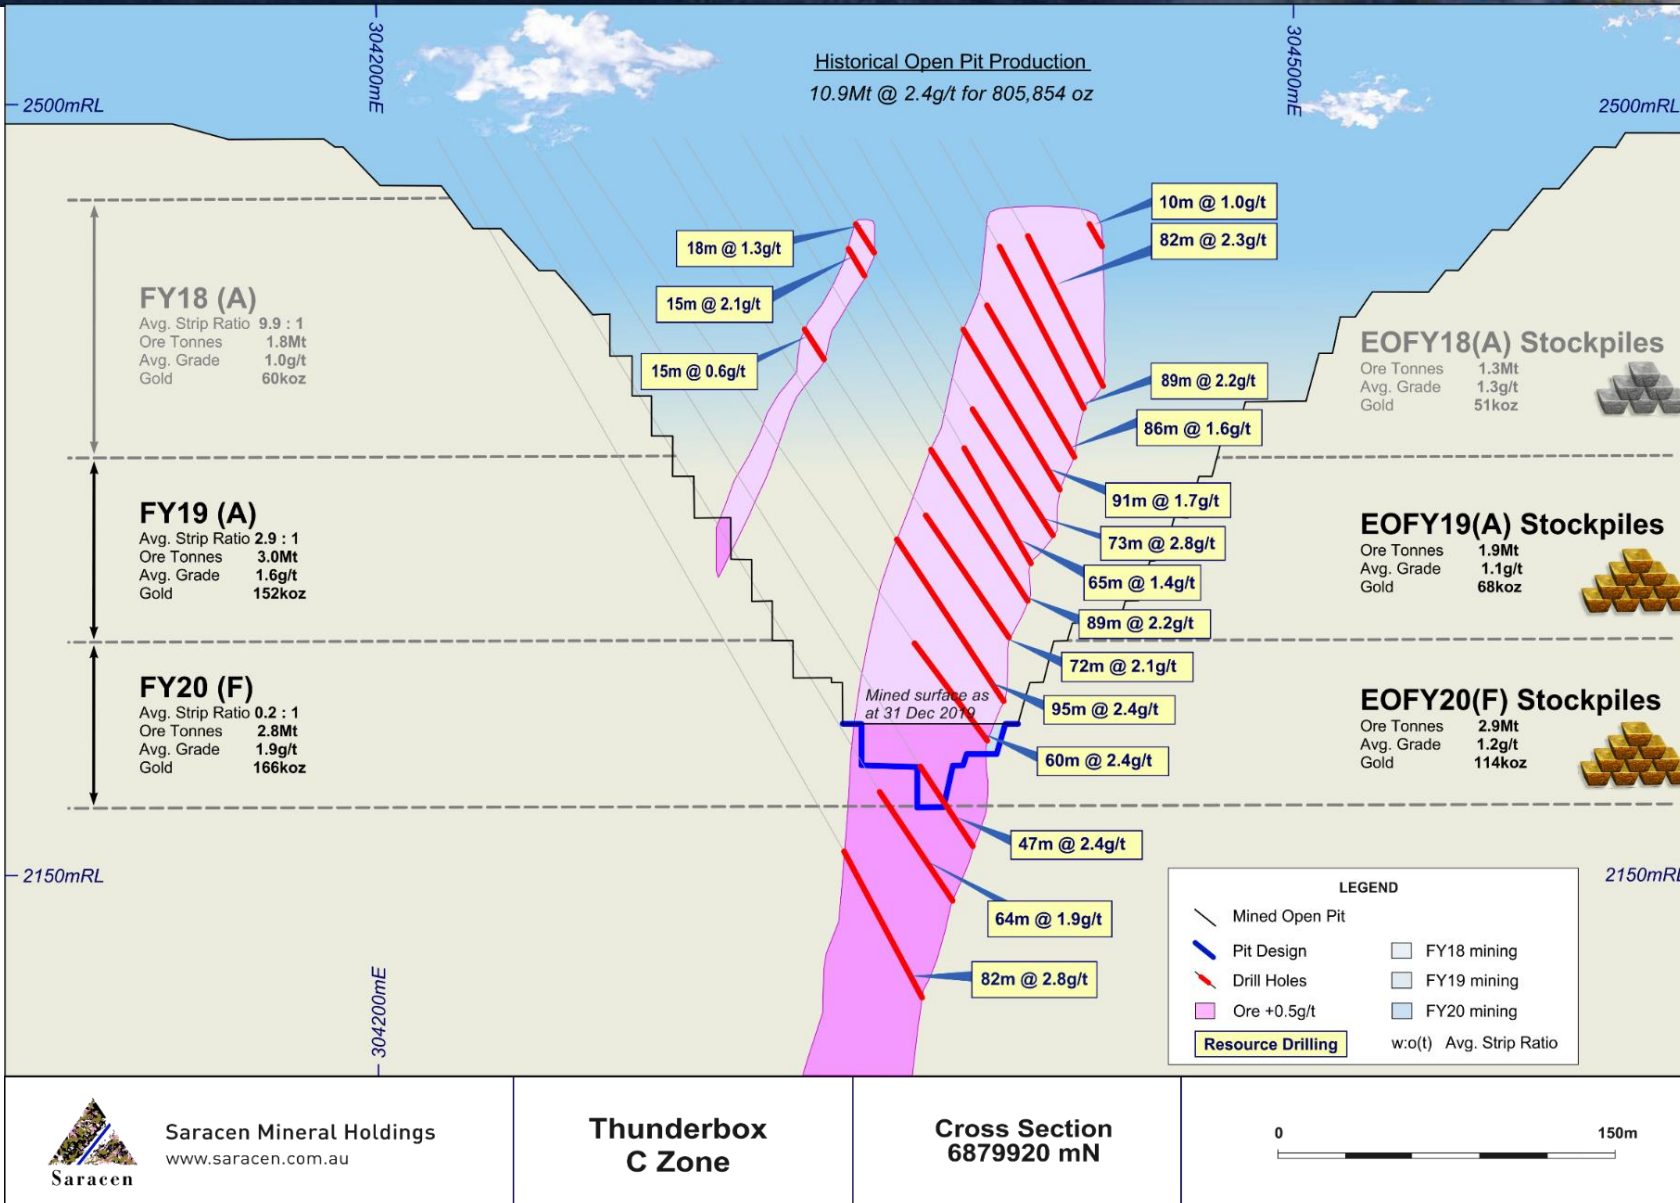 304200mE
304500mE
Historical Open Pit Production
10.9Mt @ 2.4g/t for 805,854 oz
2500mRL
2500mRL
10m @ 1.0g/t
82m @ 2.3g/t
18m @ 1.3g/t
15m @ 2.1g/t
15m @ 0.6g/t
FY18 (A)
Avg. Strip Ratio 9.9 : 1
Ore Tonnes 1.8Mt
Avg. Grade 1.0g/t
Gold 60koz
EOFY18(A) Stockpiles
Ore Tonnes 1.3Mt
Avg. Grade 1.3g/t
Gold 51koz
89m @ 2.2g/t
86m @ 1.6g/t
91m @ 1.7g/t
73m @ 2.8g/t
65m @ 1.4g/t
89m @ 2.2g/t
FY19 (A)
Avg. Strip Ratio 2.9 : 1
Ore Tonnes 3.0Mt
Avg. Grade 1.6g/t
Gold 152koz
EOFY19(A) Stockpiles
Ore Tonnes 1.9Mt
Avg. Grade 1.1g/t
Gold 68koz
72m @ 2.1g/t
95m @ 2.4g/t
60m @ 2.4g/t
Mined surface as
at 31 Dec 2019
FY20 (F)
Avg. Strip Ratio 0.2 : 1
Ore Tonnes 2.8Mt
Avg. Grade 1.9g/t
Gold 166koz
EOFY20(F) Stockpiles
Ore Tonnes 2.9Mt
Avg. Grade 1.2g/t
Gold 114koz
47m @ 2.4g/t
64m @ 1.9g/t
82m @ 2.8g/t
2150mRL
2150mRL
304200mE
LEGEND
Mined Open Pit
Pit Design
Drill Holes
Ore +0.5g/t
Resource Drilling
FY18 mining
FY19 mining
FY20 mining
w:o(t) Avg. Strip Ratio
Saracen
Saracen Mineral Holdings
www.saracen.com.au
Thunderbox
C Zone
Cross Section
6879920 mN
0
150m